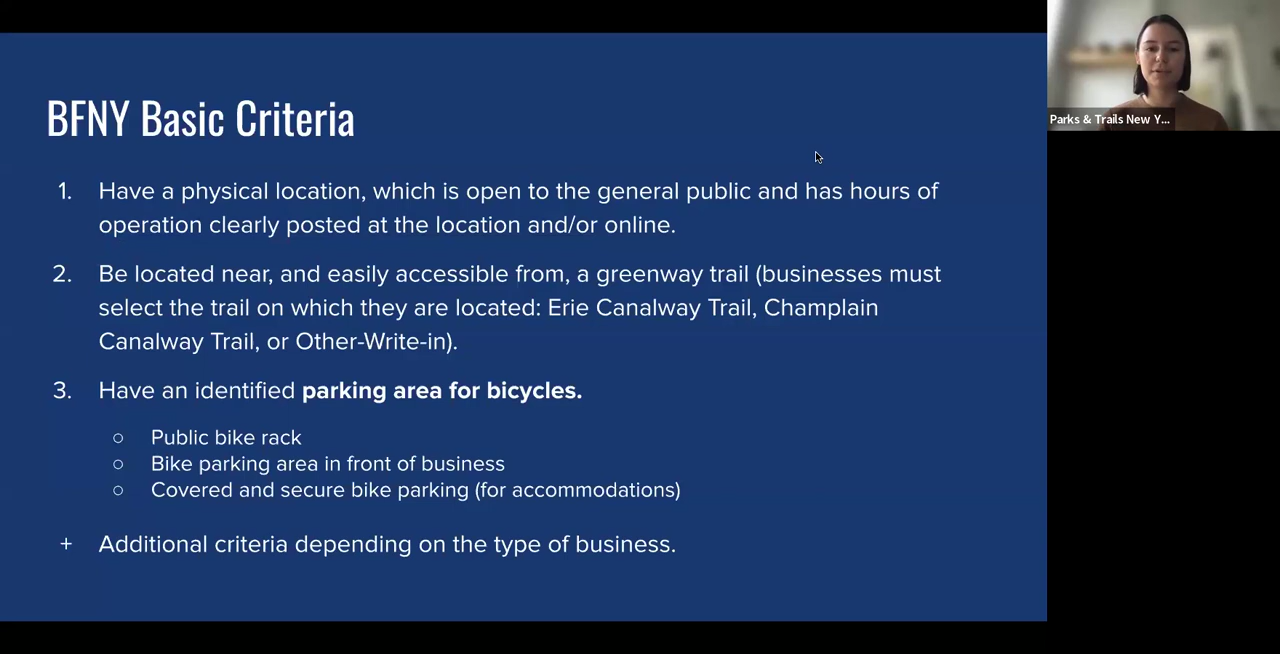 BFNY Basic Criteria
1. Have a physical location, which is open to the general public and has hours of
operation clearly posted at the location and/or online.
2. Be located near, and easily accessible from, a greenway trail (businesses must
select the trail on which they are located: Erie Canalway Trail, Champlain
Canalway Trail, or Other-Write-in).
3. Have an identified parking area for bicycles.
○ Public bike rack
○ Bike parking area in front of business
○ Covered and secure bike parking (for accommodations)
+ Additional criteria depending on the type of business.
Parks & Trails New Y...